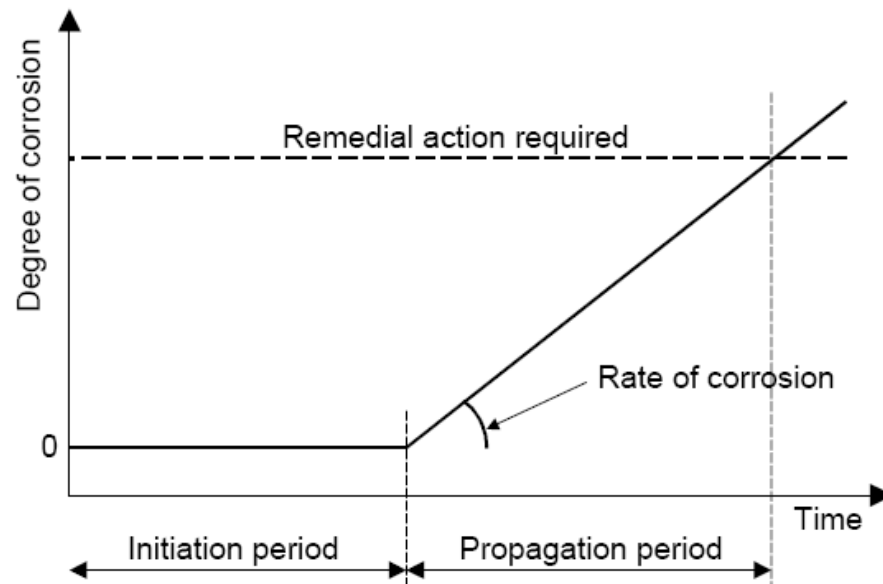 Degree of corrosion
Remedial action required
Rate of corrosion
0
Time
Initiation period
Propagation period